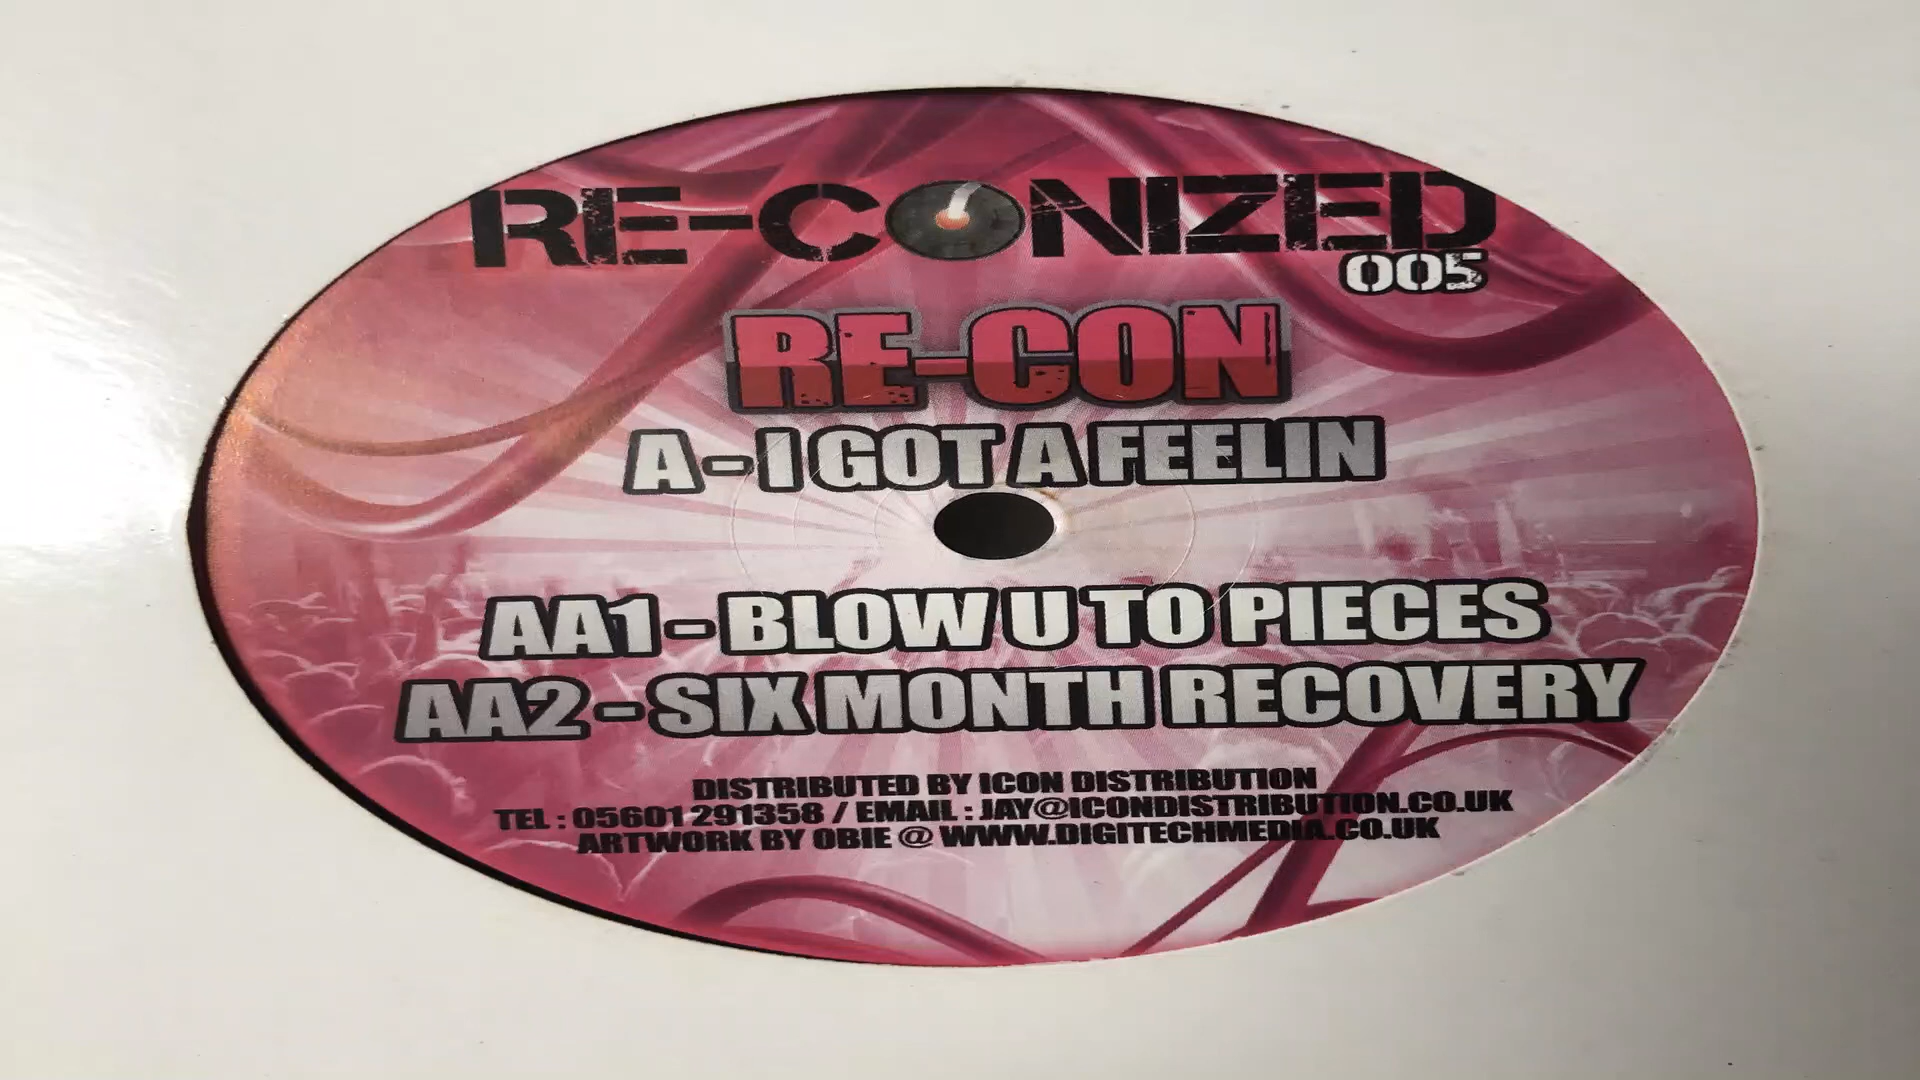 RE-CONIZED
005
RE-CON
A - I GOT A FEELIN
AA1 - BLOW U TO PIECES
AA2 - SIX MONTH RECOVERY
DISTRIBUTED BY ICON DISTRIBUTION
TEL : 05601 291358 / EMAIL : JAY@ICONDISTRIBUTION.CO.UK
ARTWORK BY OBIE @ WWW.DIGITECHMEDIA.CO.UK